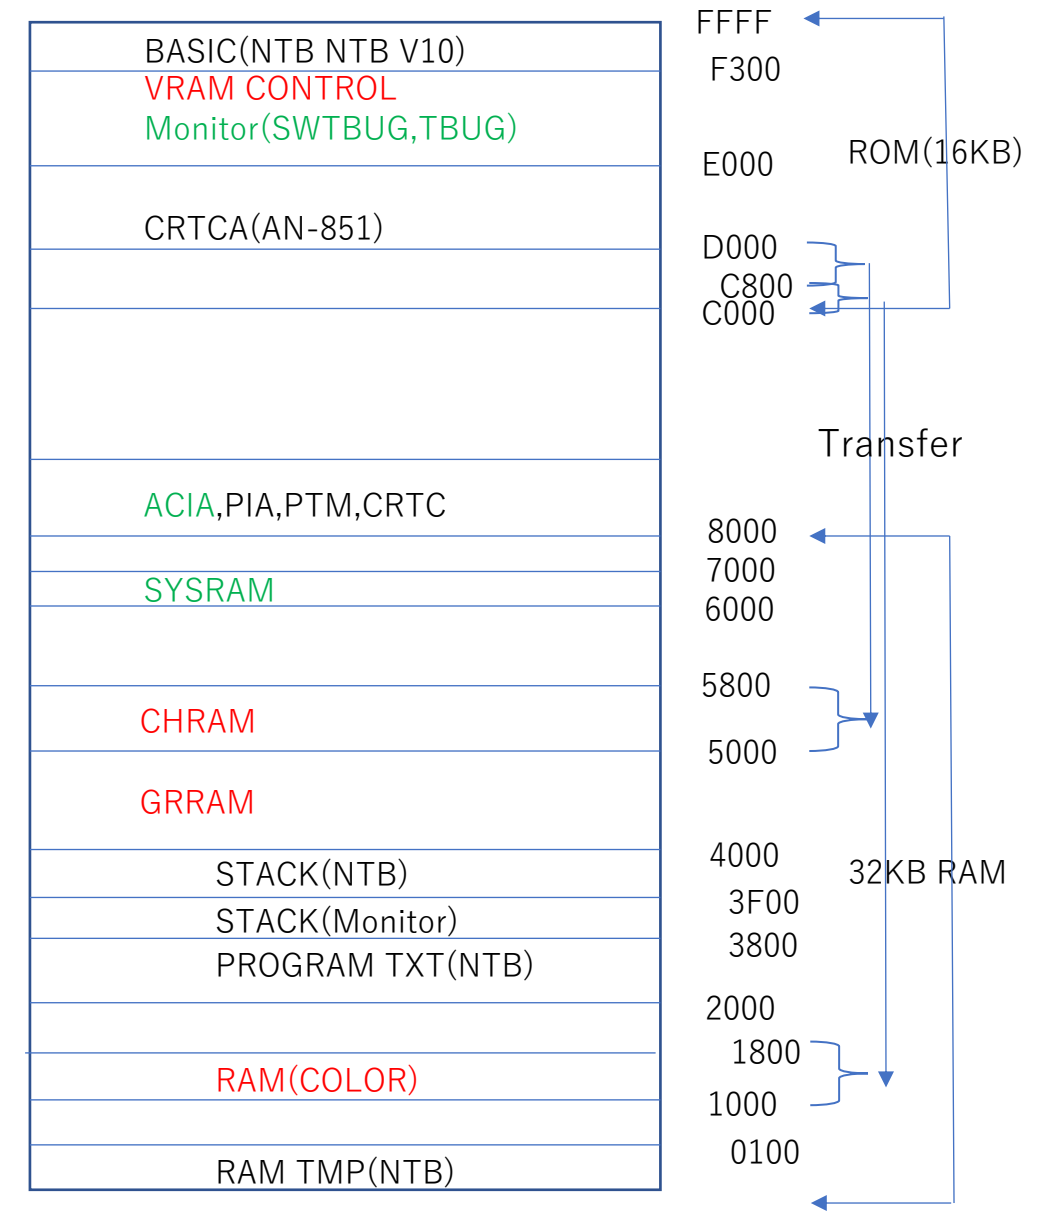 FFFF
BASIC(NTB NTB V10)
F300
VRAM CONTROL
Monitor(SWTBUG,TBUG)
ROM(16KB)
E000
CRTCA(AN-851)
D000
C800
C000
Transfer
ACIA,PIA,PTM,CRTC
8000
7000
SYSRAM
6000
5800
CHRAM
5000
GRRAM
4000
STACK(NTB)
32KB RAM
3F00
STACK(Monitor)
3800
PROGRAM TXT(NTB)
2000
1800
RAM(COLOR)
1000
0100
RAM TMP(NTB)